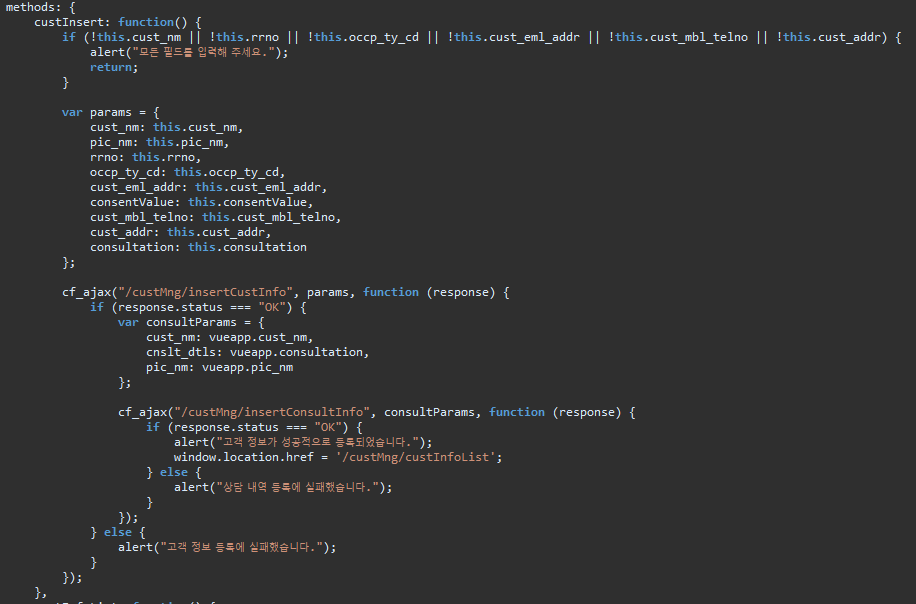 methods: {
    custInsert: function() {
        if (!this.cust_nm || !this.rrno || !this.occp_ty_cd || !this.cust_eml_addr || !this.cust_mbl_telno || !this.cust_addr) {
            alert("모든 필드를 입력해 주세요.");
            return;
        }

        var params = {
            cust_nm: this.cust_nm,
            pic_nm: this.pic_nm,
            rrno: this.rrno,
            occp_ty_cd: this.occp_ty_cd,
            cust_eml_addr: this.cust_eml_addr,
            consentValue: this.consentValue,
            cust_mbl_telno: this.cust_mbl_telno,
            cust_addr: this.cust_addr,
            consultation: this.consultation
        };

        cf_ajax("/custMng/insertCustInfo", params, function (response) {
            if (response.status === "OK") {
                var consultParams = {
                    cust_nm: vueapp.cust_nm,
                    cnslt_dtls: vueapp.consultation,
                    pic_nm: vueapp.pic_nm
                };

                cf_ajax("/custMng/insertConsultInfo", consultParams, function (response) {
                    if (response.status === "OK") {
                        alert("고객 정보가 성공적으로 등록되었습니다.");
                        window.location.href = '/custMng/custInfoList';
                    } else {
                        alert("상담 내역 등록에 실패했습니다.");
                    }
                });
            } else {
                alert("고객 정보 등록에 실패했습니다.");
            }
        });
    },